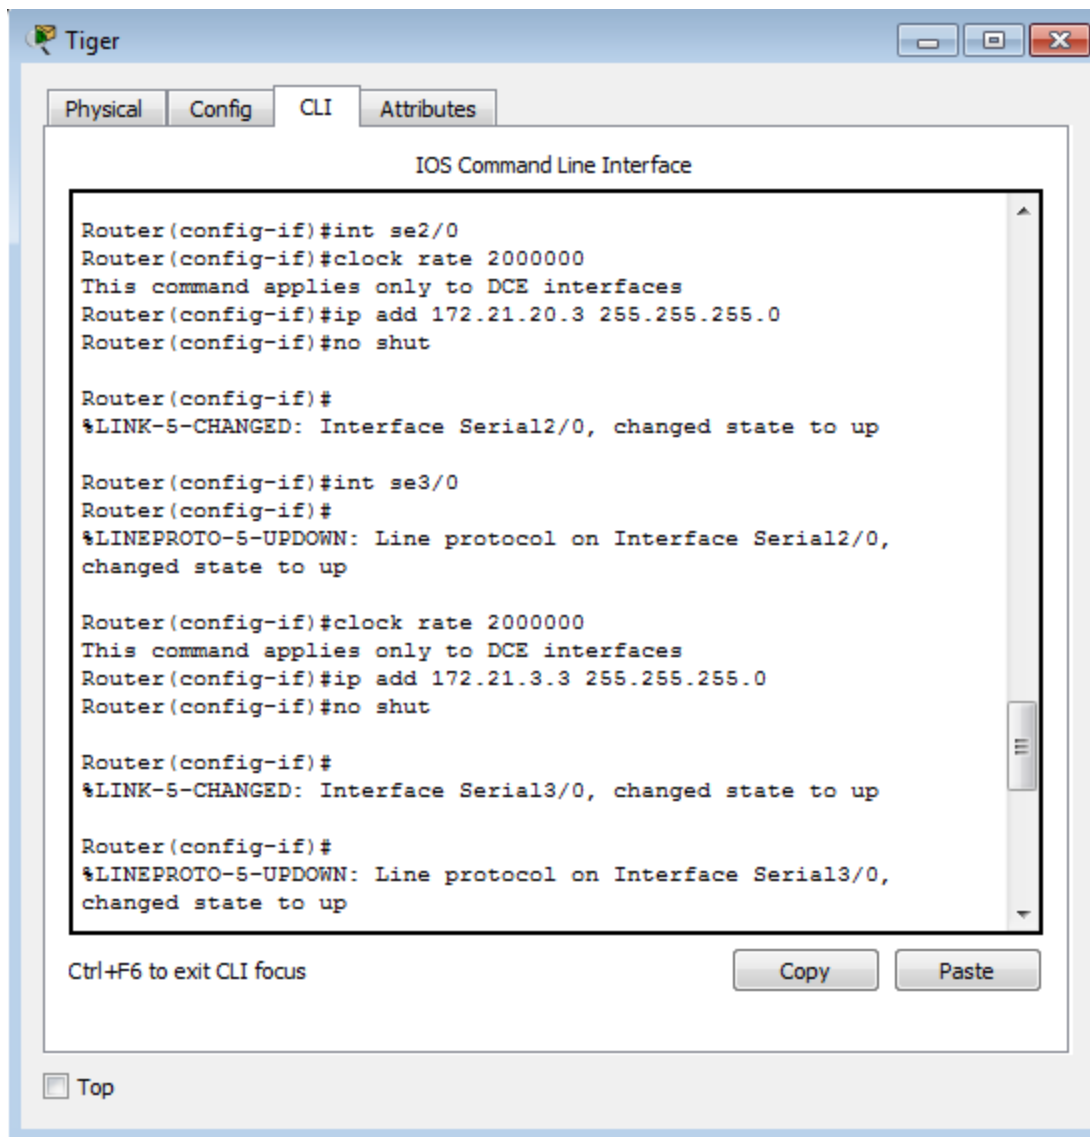 Tiger
Physical Config CLI Attributes
IOS Command Line Interface
Router(config-if)#int se2/0
Router(config-if)#clock rate 2000000
This command applies only to DCE interfaces
Router(config-if)#ip add 172.21.20.3 255.255.255.0
Router(config-if)#no shut
Router(config-if)#
%LINK-5-CHANGED: Interface Serial2/0, changed state to up
Router(config-if)#int se3/0
Router(config-if)#
%LINEPROTO-5-UPDOWN: Line protocol on Interface Serial2/0,
changed state to up
Router(config-if)#clock rate 2000000
This command applies only to DCE interfaces
Router(config-if)#ip add 172.21.3.3 255.255.255.0
Router(config-if)#no shut
Router(config-if)#
%LINK-5-CHANGED: Interface Serial3/0, changed state to up
Router(config-if)#
%LINEPROTO-5-UPDOWN: Line protocol on Interface Serial3/0,
changed state to up
Ctrl+F6 to exit CLI focus Copy Paste
Top